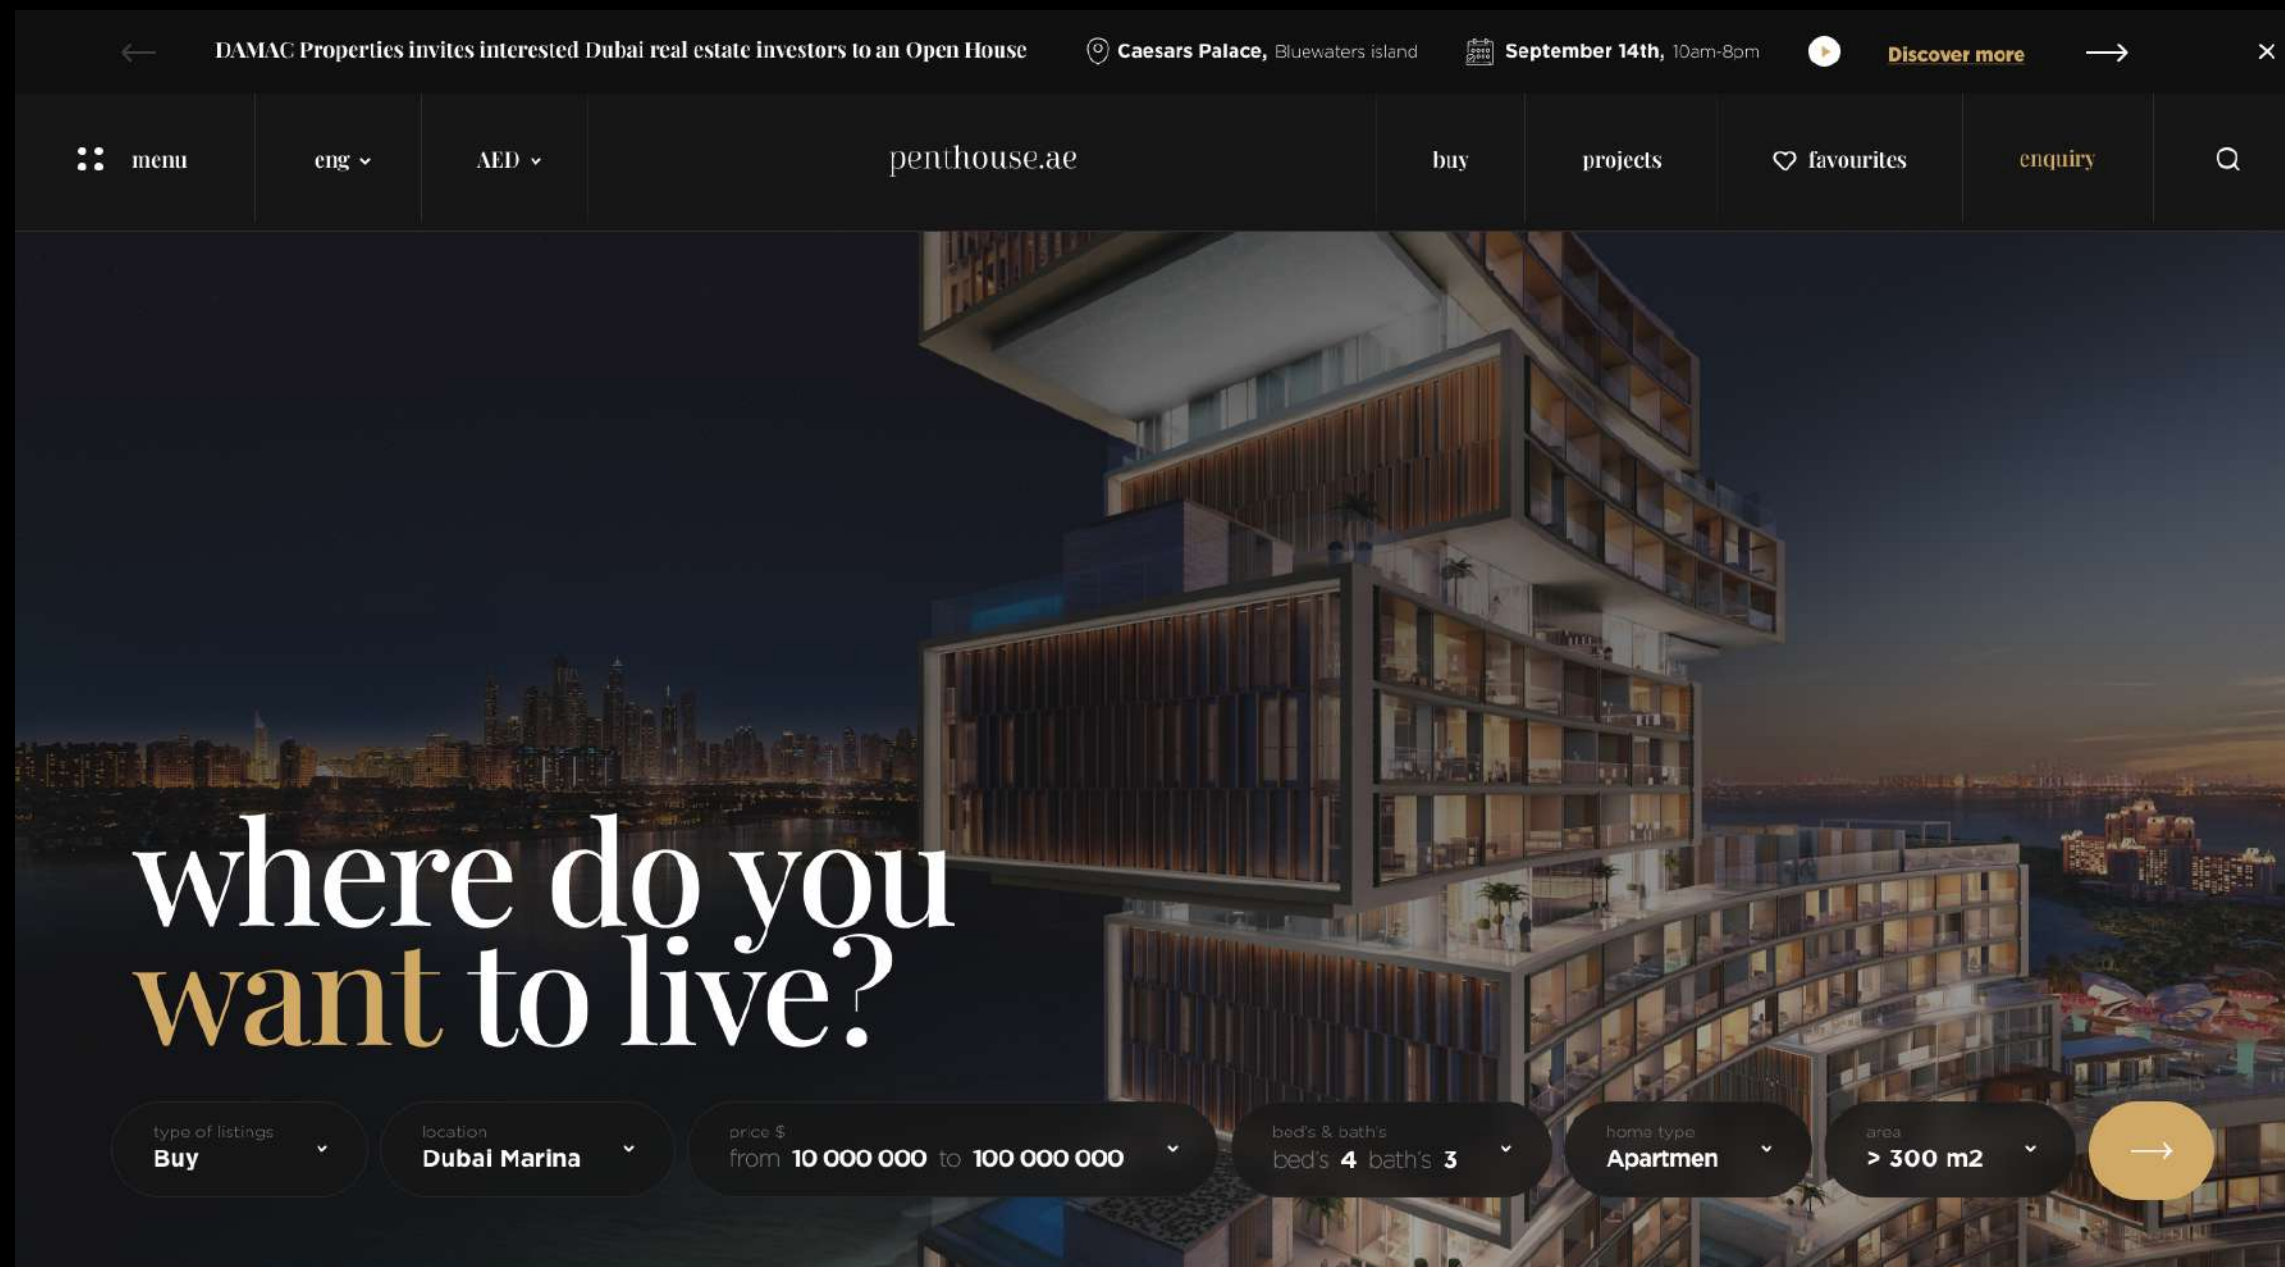 DAMAC Properties invites interested Dubai real estate investors to an Open House Caesars Palace, Bluewaters island September 14th, 10am-8pm Discover more
menu eng AED penthouse.ae buy projects favourites enquiry
where do you
want to live?
type of listings location price $ bed's & bath's home type area
Buy Dubai Marina from 10 000 000 to 100 000 000 bed's 4 bath's 3 Apartmen > 300 m2